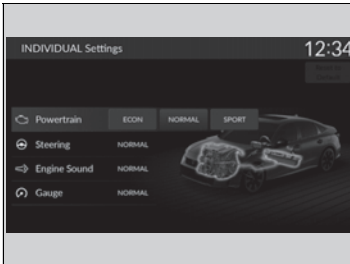 INDIVIDUAL Settings 12:34
Powertrain ECON NORMAL SPORT
Steering NORMAL
Engine Sound NORMAL
Gauge NORMAL